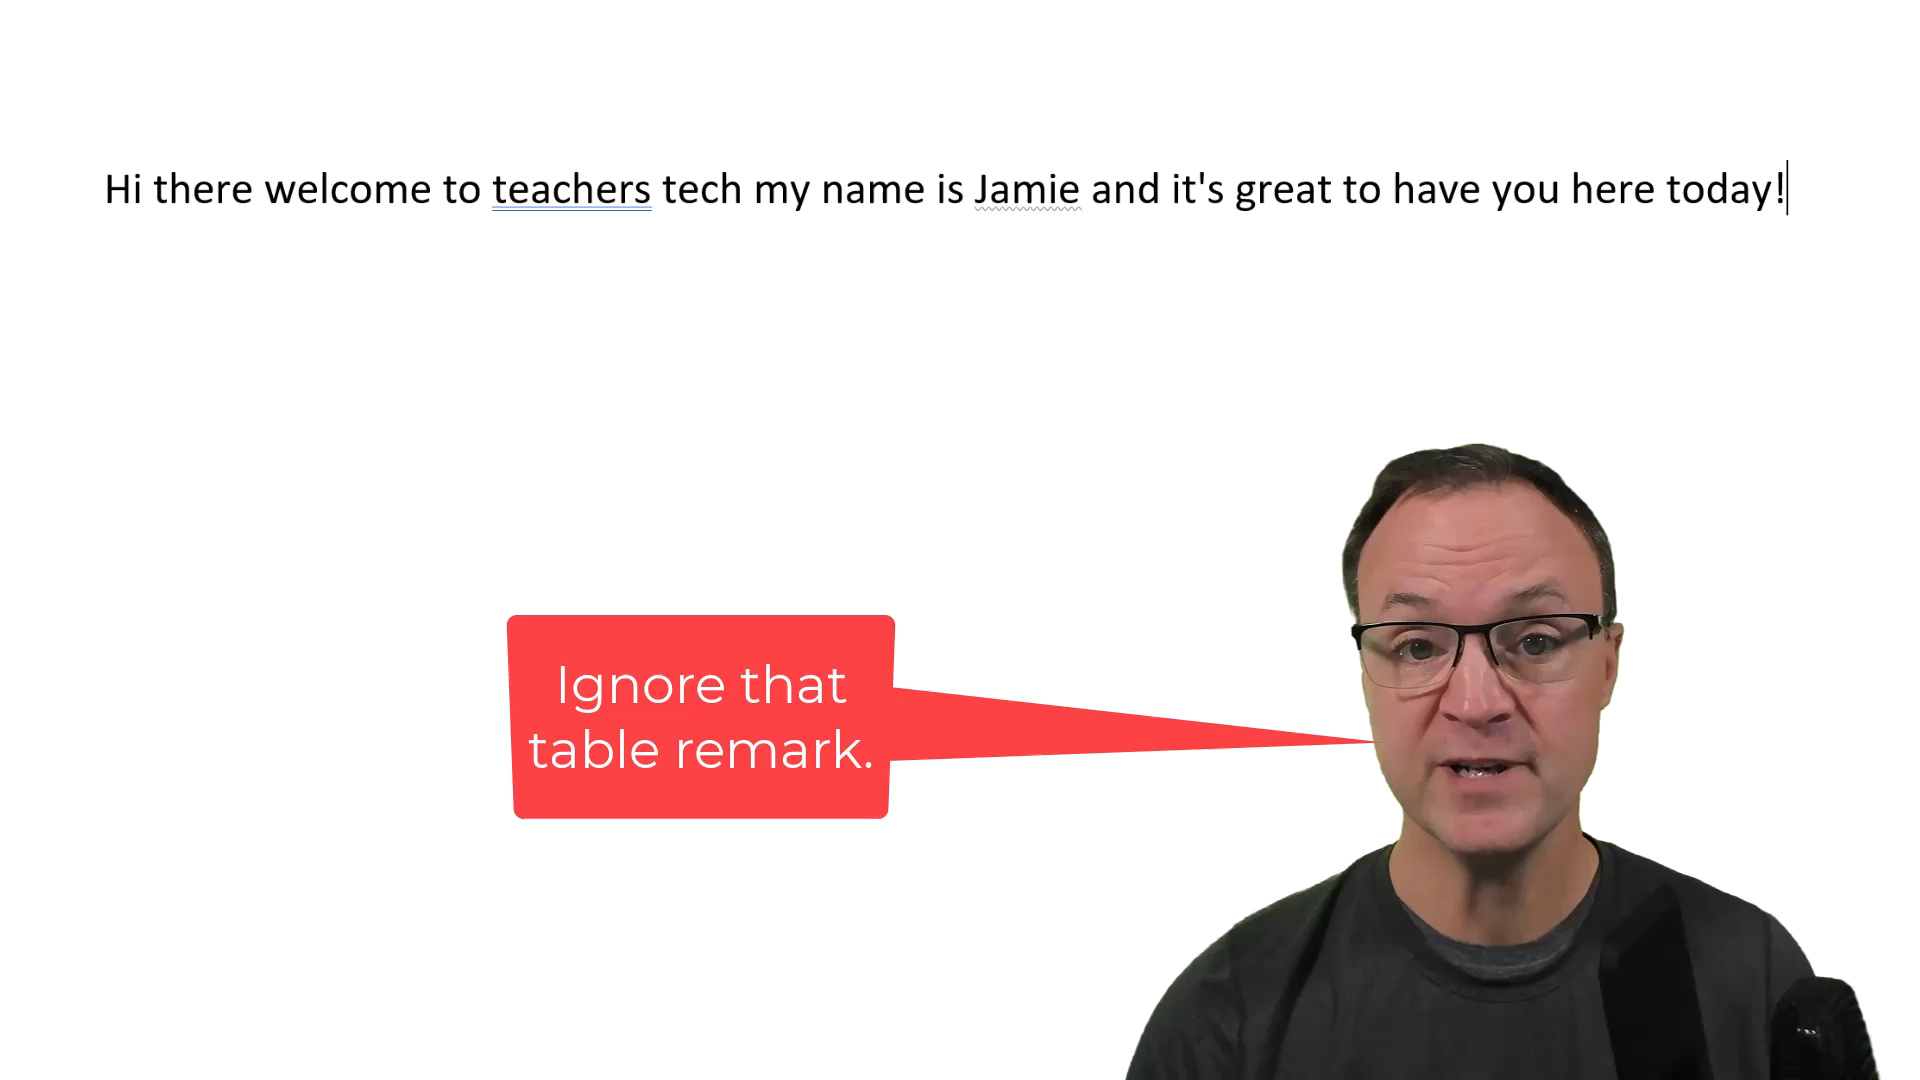 Hi there welcome to teachers tech my name is Jamie and it's great to have you here today!
Ignore that
table remark.